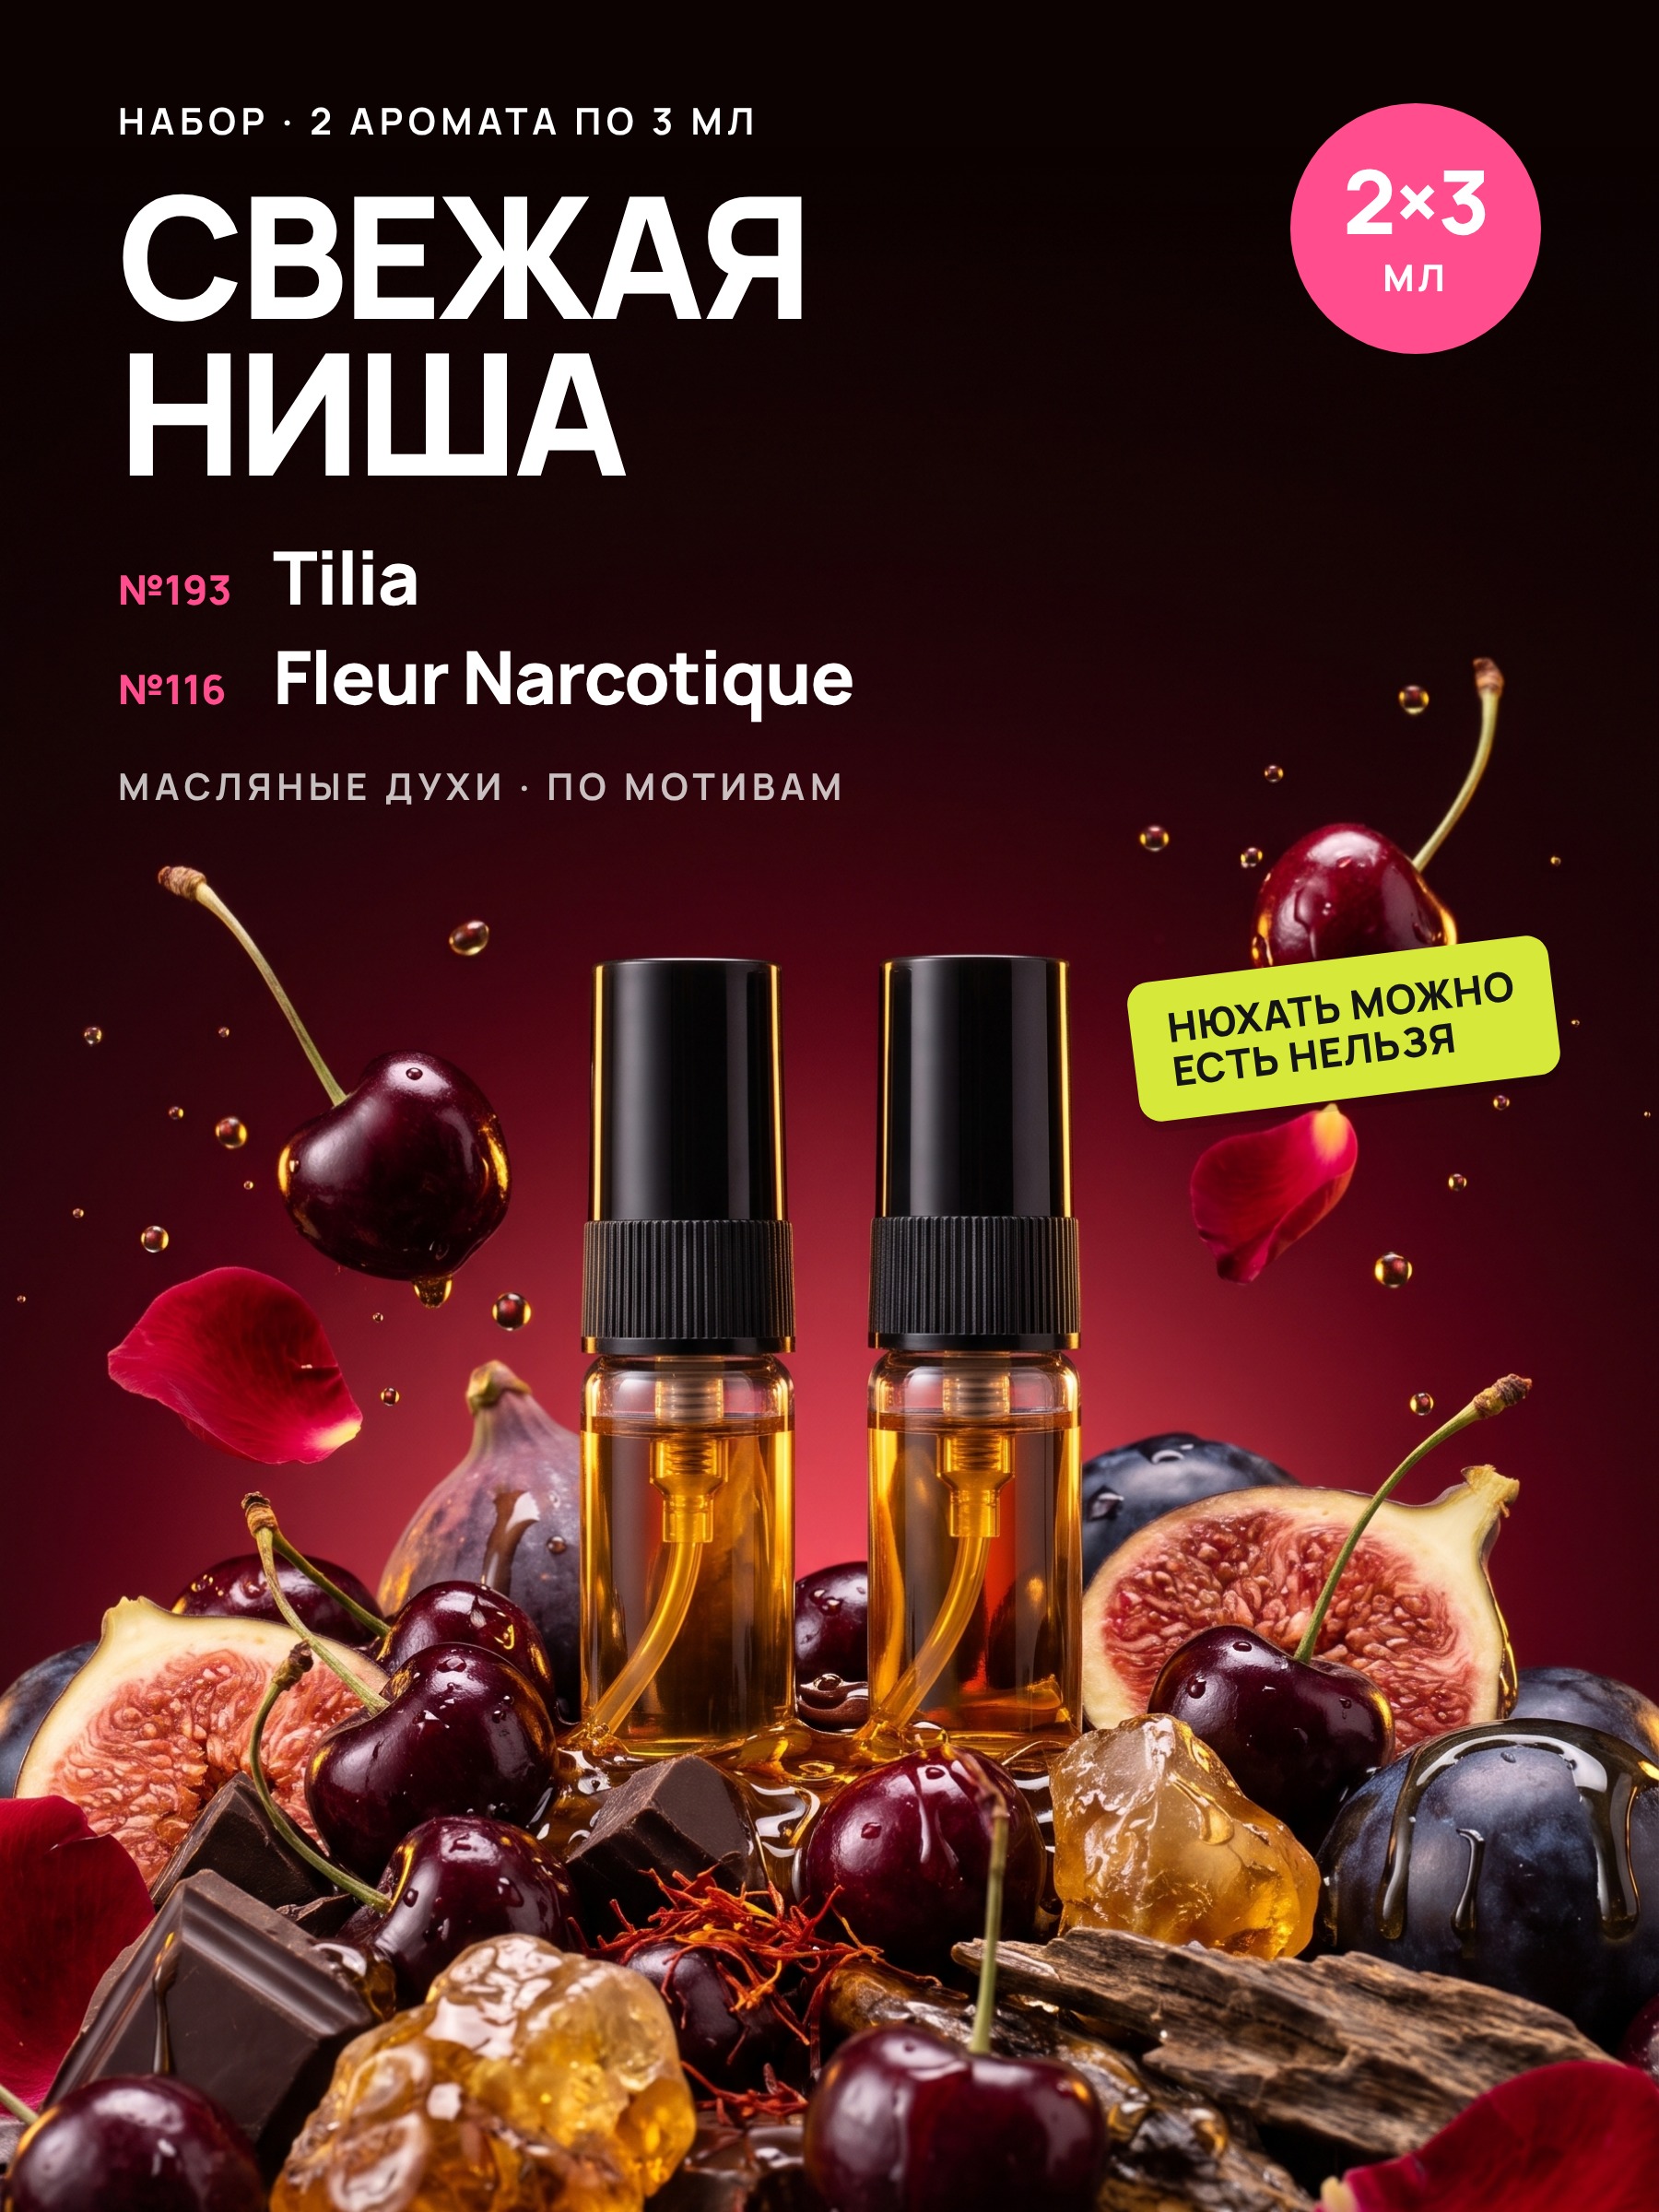 НАБОР · 2 АРОМАТА ПО 3 МЛ
2×3
МЛ
СВЕЖАЯ
НИША
№193 Tilia
№116 Fleur Narcotique
МАСЛЯНЫЕ ДУХИ · ПО МОТИВАМ
НЮХАТЬ МОЖНО
ЕСТЬ НЕЛЬЗЯ